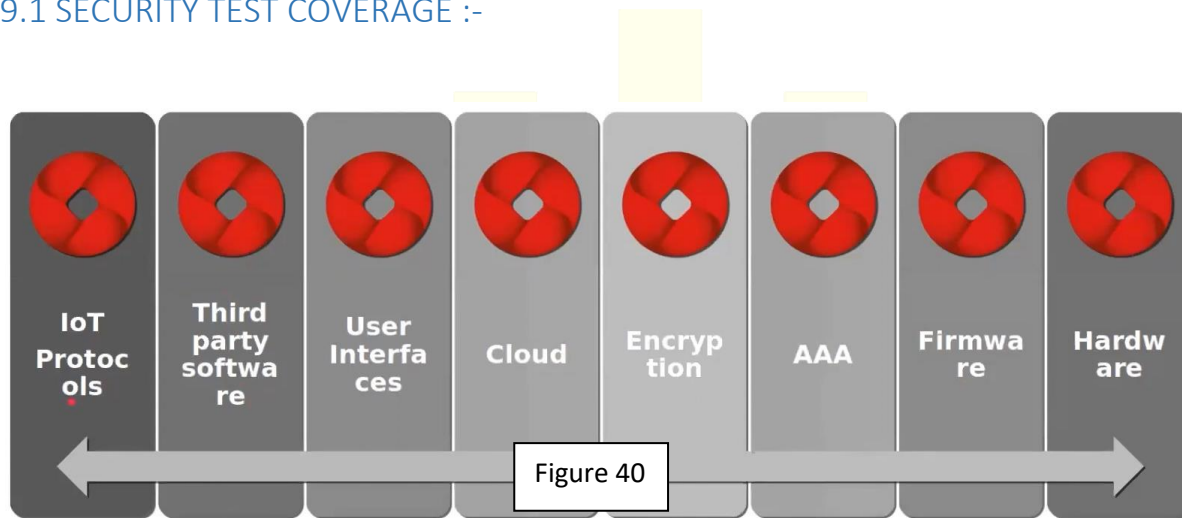 9.1 SECURITY TEST COVERAGE :-
IoT
Protoc
ols
Third
party
softwa
re
User
Interfa
ces
Cloud
Encryp
tion
AAA
Firmwa
re
Hardw
are
Figure 40